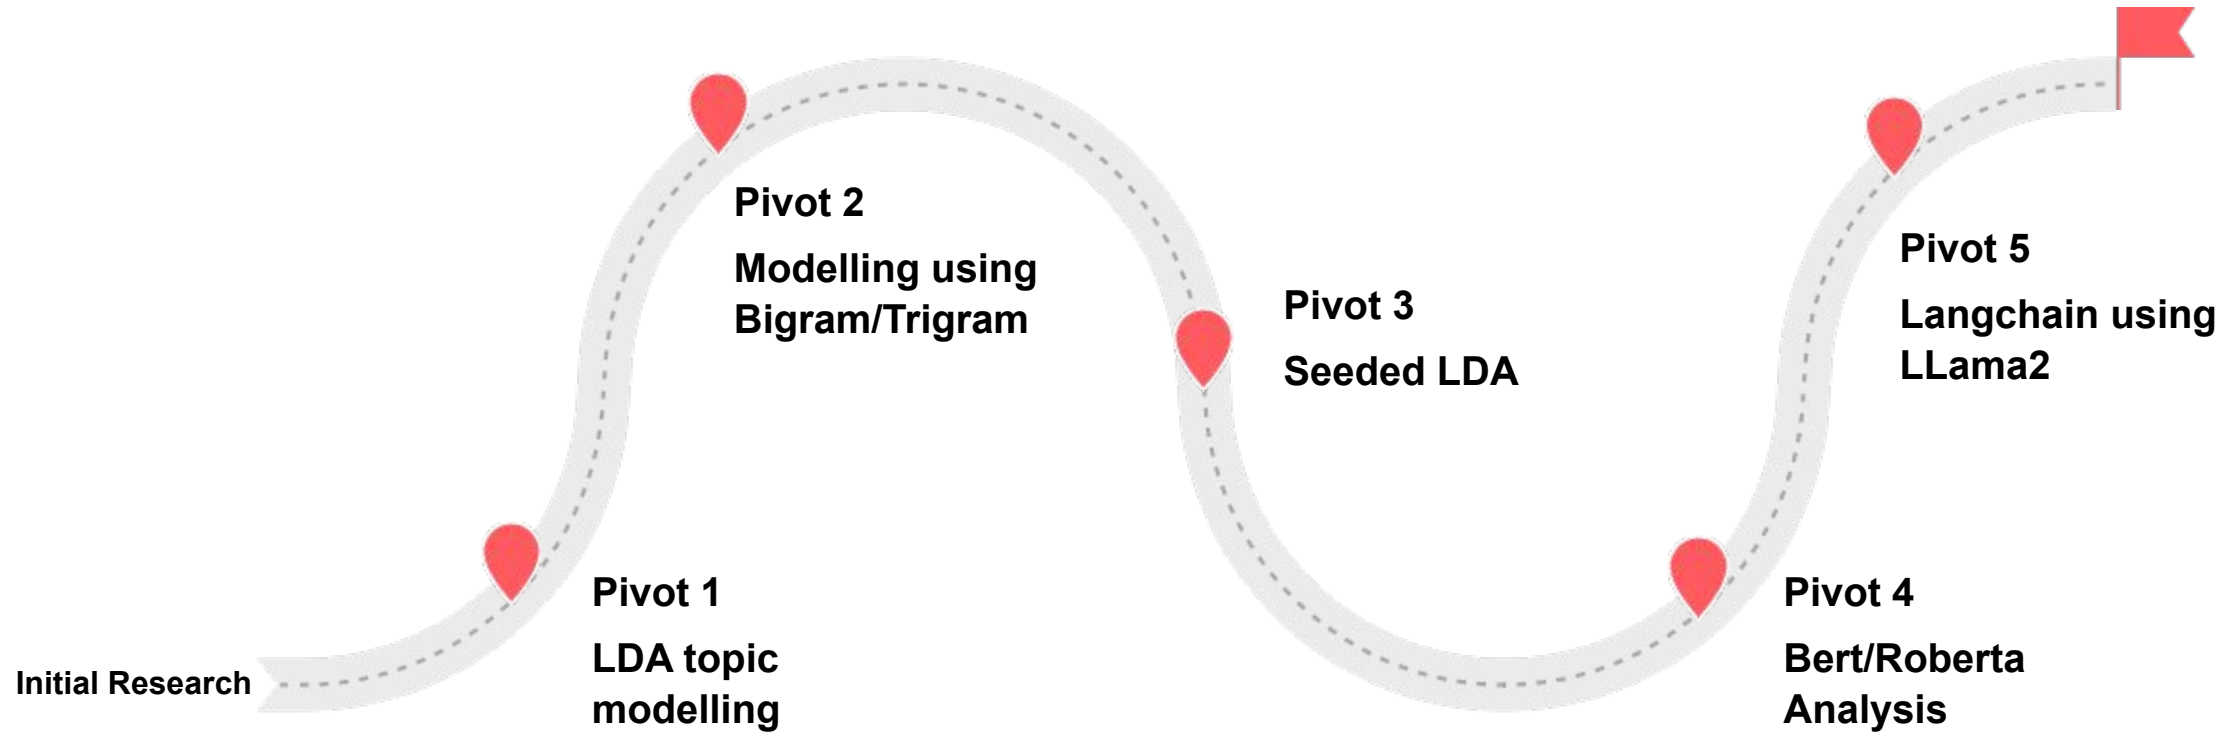 Initial Research
Pivot 1
LDA topic
modelling
Pivot 2
Modelling using
Bigram/Trigram
Pivot 3
Seeded LDA
Pivot 4
Bert/Roberta
Analysis
Pivot 5
Langchain using
LLama2